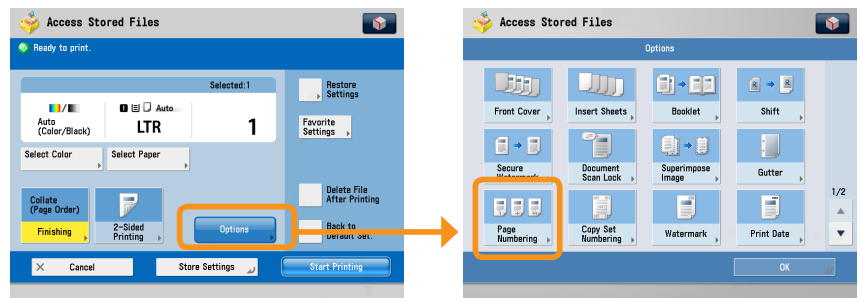 Access Stored Files
Ready to print.
Selected:1
Auto
(Color/Black)
Auto
LTR
1
Select Color
Select Paper
Restore
Settings
Favorite
Settings
Collate
(Page Order)
Finishing
2-Sided
Printing
Options
Delete File
After Printing
Back to
Default Set.
Cancel
Store Settings
Start Printing
Access Stored Files
Options
Front Cover
Insert Sheets
Booklet
Shift
Secure
Watermark
Document
Scan Lock
Superimpose
Image
Gutter
Page
Numbering
Copy Set
Numbering
Watermark
Print Date
1/2
OK